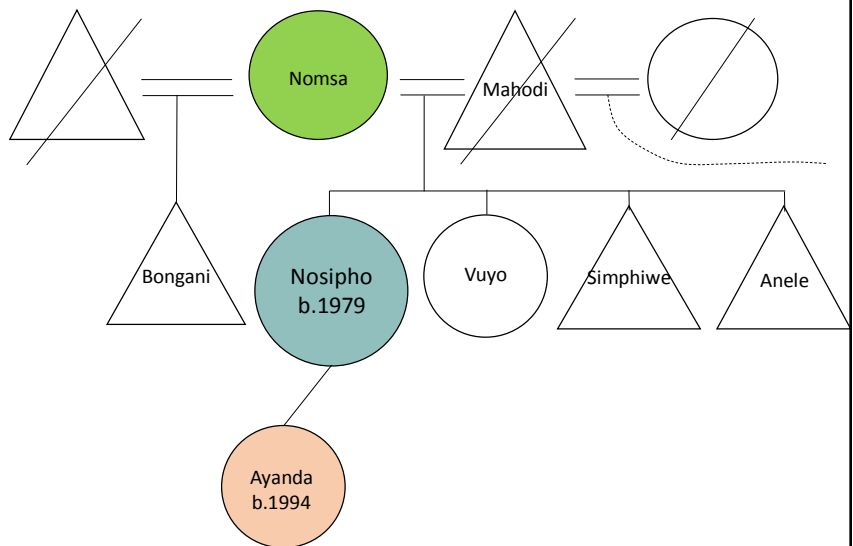 Nomsa
Mahodi
Bongani
Nosipho
b.1979
Vuyo
Simphiwe
Anele
Ayanda
b.1994